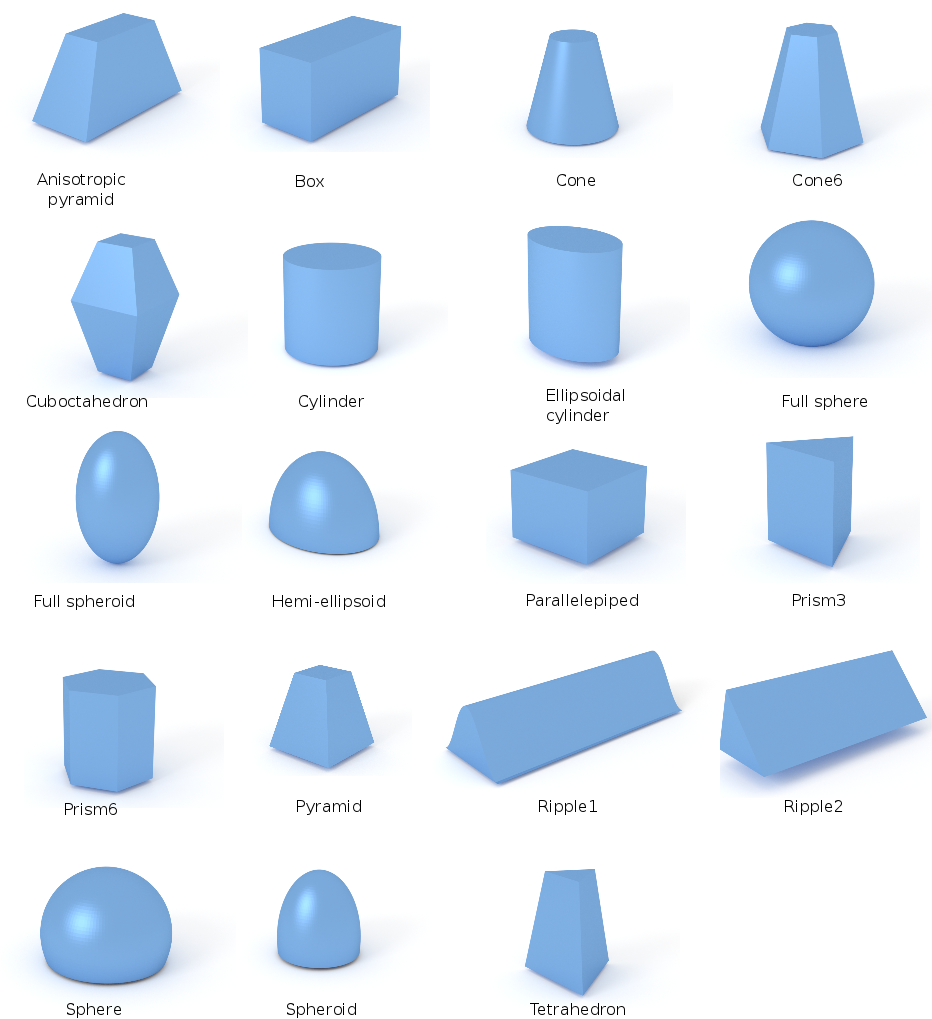 Anisotropic
pyramid
Box
Cone
Cone6
Cuboctahedron
Cylinder
Ellipsoidal
cylinder
Full sphere
Full spheroid
Hemi-ellipsoid
Parallelepiped
Prism3
Prism6
Pyramid
Ripple1
Ripple2
Sphere
Spheroid
Tetrahedron